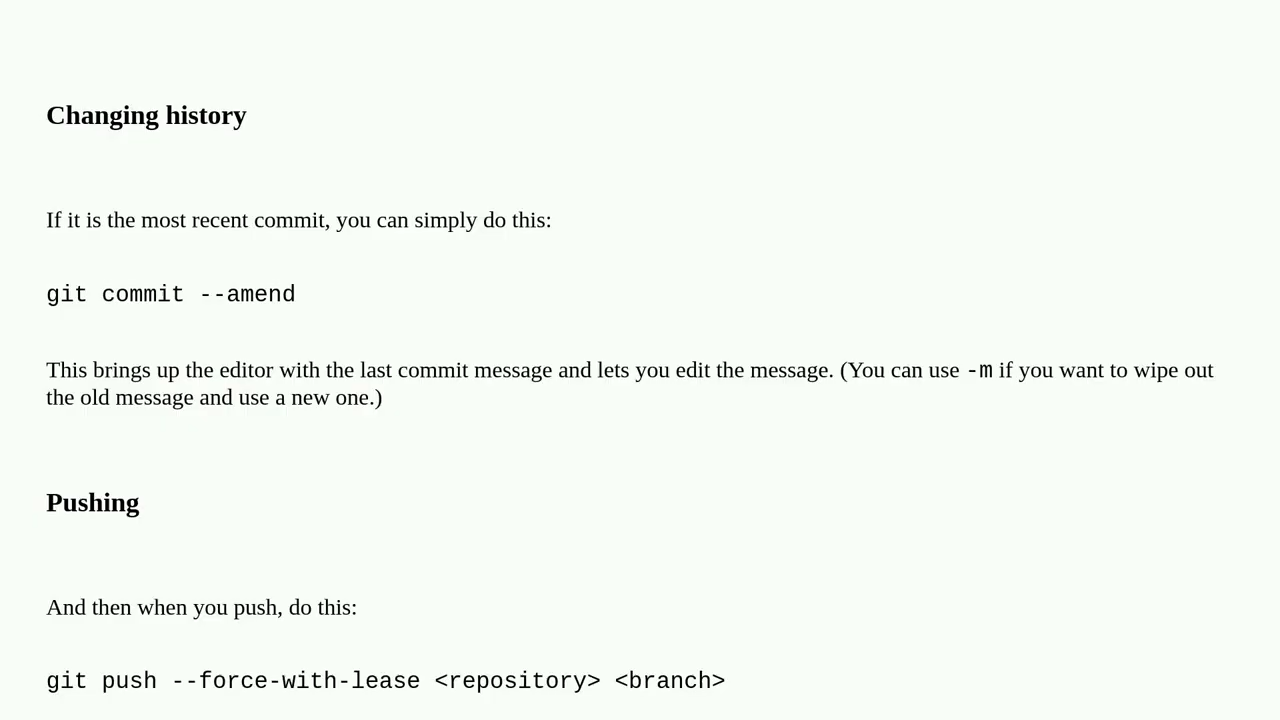 Changing history
If it is the most recent commit, you can simply do this:
git commit --amend
This brings up the editor with the last commit message and lets you edit the message. (You can use -m if you want to wipe out
the old message and use a new one.)
Pushing
And then when you push, do this:
git push --force-with-lease <repository> <branch>